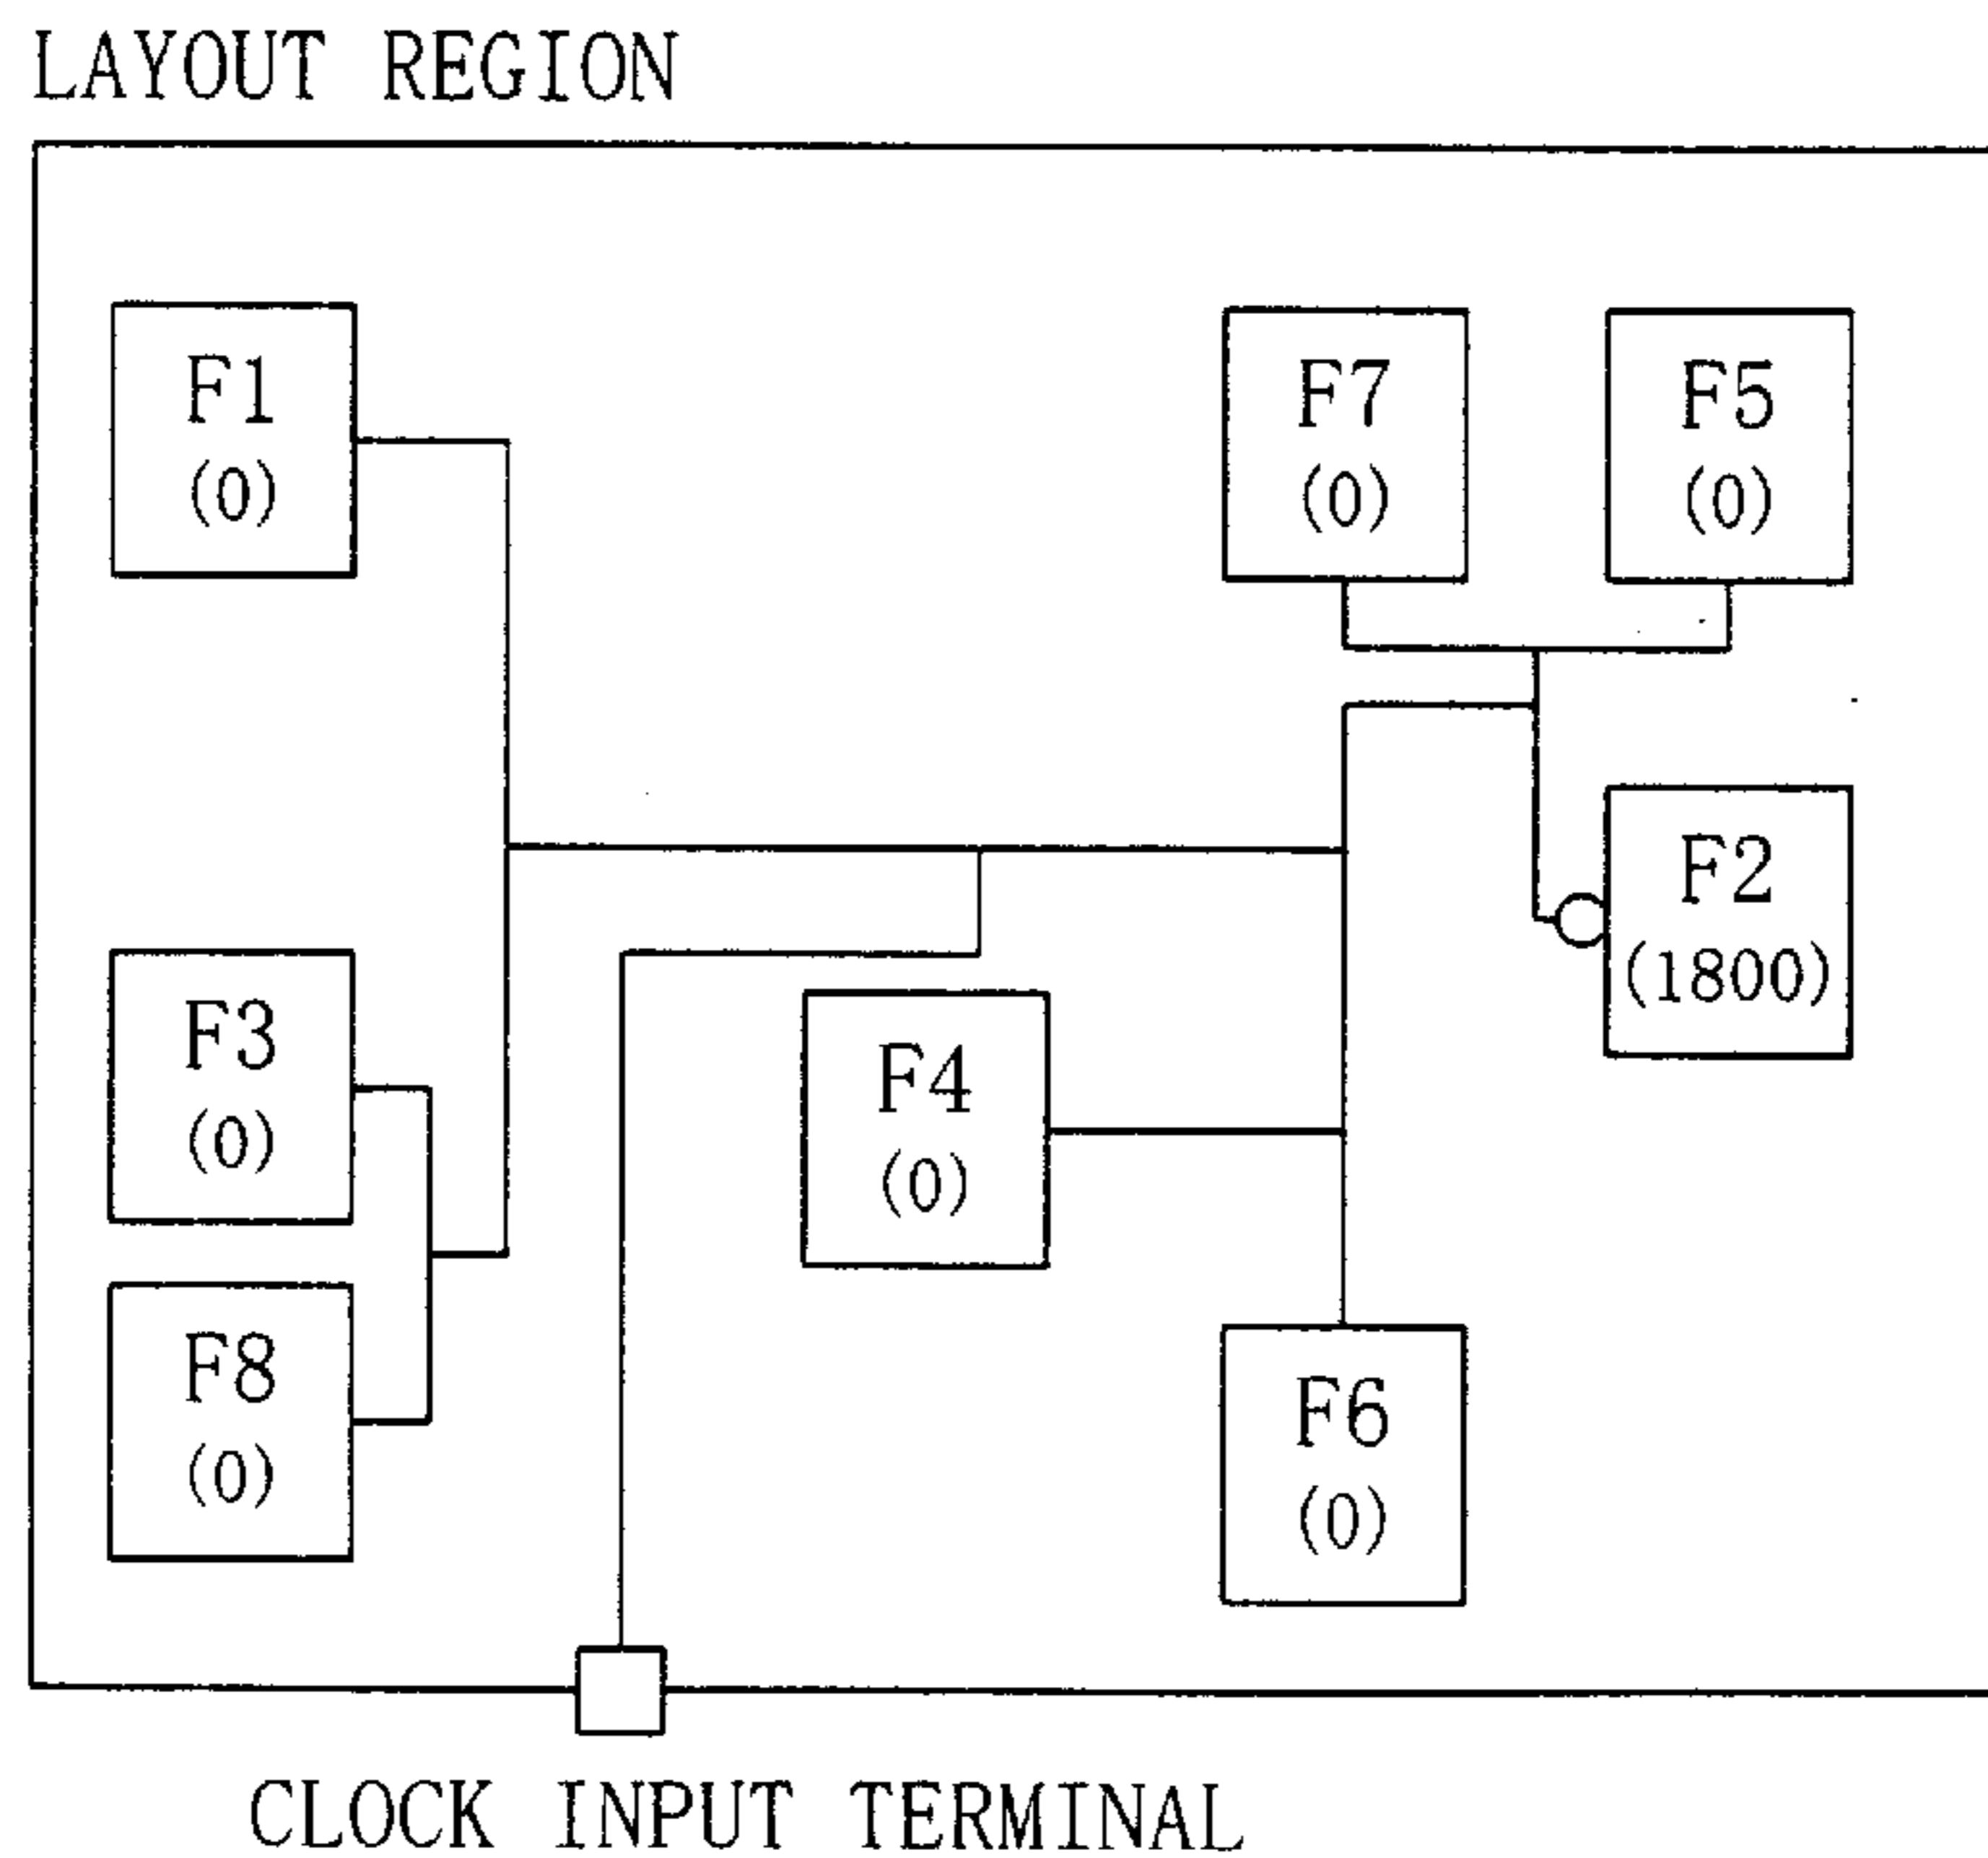 LAYOUT REGION
F1
(0)
F7
(0)
F5
(0)
F2
(1800)
F3
(0)
F4
(0)
F8
(0)
F6
(0)
CLOCK INPUT TERMINAL